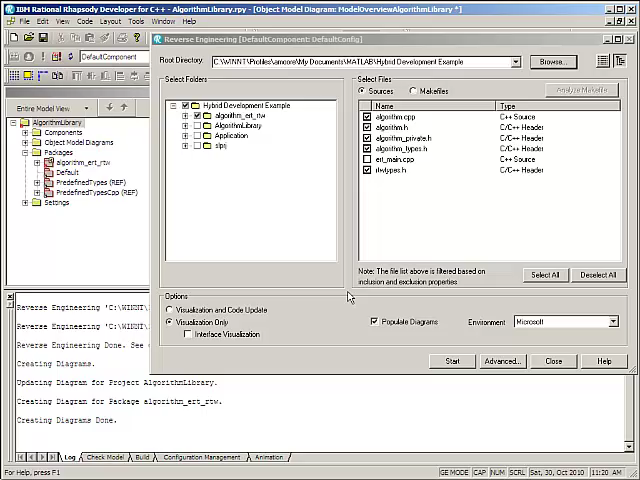 IBM Rational Rhapsody Developer for C++ - AlgorithmLibrary.rpy - [Object Model Diagram: ModelOverviewAlgorithmLibrary *]
File Edit View Code Layout Tools Window Help
DefaultComponent
Entire Model View
AlgorithmLibrary
Components
Object Model Diagrams
Packages
algorithm_ert_rtw
Default
PredefinedTypes (REF)
PredefinedTypesCpp (REF)
Settings
Reverse Engineering [DefaultComponent: DefaultConfig]
Root Directory: C:\WINNT\Profiles\amoore\My Documents\MATLAB\Hybrid Development Example Browse...
Select Folders
Hybrid Development Example
algorithm_ert_rtw
AlgorithmLibrary
Application
slprj
Select Files
Sources Makefiles Analyze Makefile
Name Type
algorithm.cpp C++ Source
algorithm.h C/C++ Header
algorithm_private.h C/C++ Header
algorithm_types.h C/C++ Header
ert_main.cpp C++ Source
rtwtypes.h C/C++ Header
Note: The file list above is filtered based on
inclusion and exclusion properties
Select All Deselect All
Options
Visualization and Code Update
Visualization Only
Interface Visualization
Populate Diagrams
Environment Microsoft
Start Advanced... Close Help
Reverse Engineering 'C:\WINNT\
Reverse Engineering 'C:\WINNT\
Reverse Engineering Done. See
Creating Diagrams.
Updating Diagram for Project AlgorithmLibrary.
Creating Diagrams for Package algorithm_ert_rtw.
Creating Diagrams Done.
Log Check Model Build Configuration Management Animation
For Help, press F1
GE MODE CAP NUM SCRL Sat, 30, Oct 2010 11:20 AM